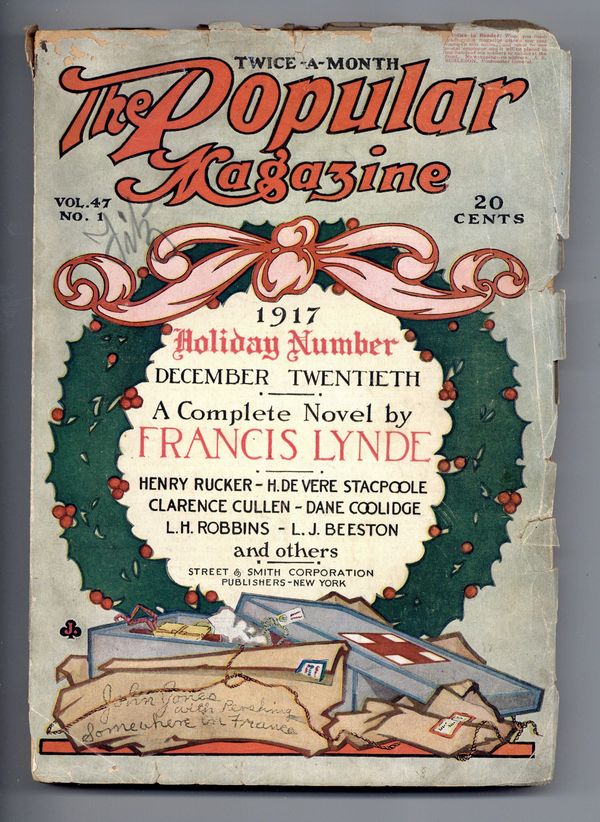 TWICE-A-MONTH
The Popular
Magazine
VOL. 47
NO. 1
20
CENTS
Fitz
1917
Holiday Number
DECEMBER TWENTIETH
A Complete Novel by
FRANCIS LYNDE
HENRY RUCKER - H. DE VERE STACPOOLE
CLARENCE CULLEN - DANE COOLIDGE
L. H. ROBBINS - L. J. BEESTON
and others
STREET & SMITH CORPORATION
PUBLISHERS - NEW YORK
J.
John Jones
with Pershing
Somewhere in France